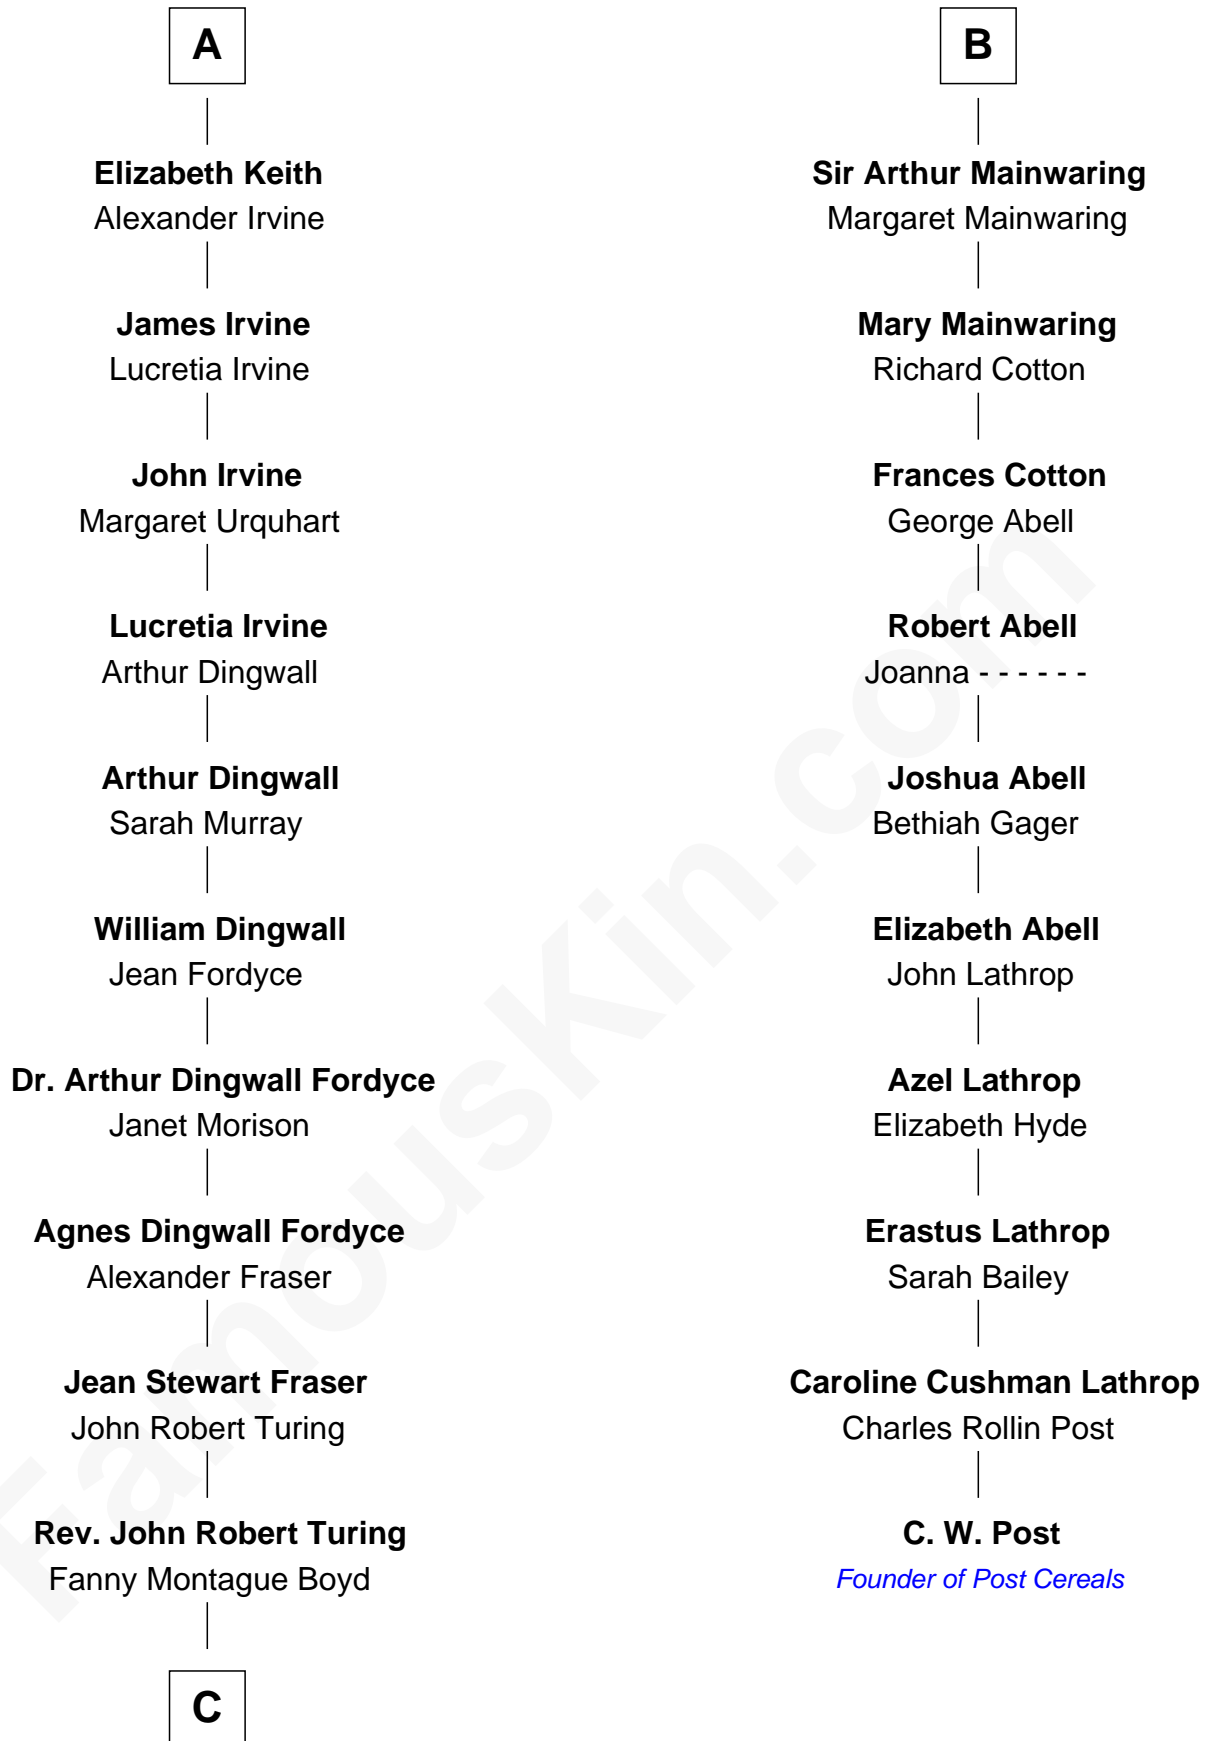 A
Elizabeth Keith
Alexander Irvine
James Irvine
Lucretia Irvine
John Irvine
Margaret Urquhart
Lucretia Irvine
Arthur Dingwall
Arthur Dingwall
Sarah Murray
William Dingwall
Jean Fordyce
Dr. Arthur Dingwall Fordyce
Janet Morison
Agnes Dingwall Fordyce
Alexander Fraser
Jean Stewart Fraser
John Robert Turing
Rev. John Robert Turing
Fanny Montague Boyd
C
B
Sir Arthur Mainwaring
Margaret Mainwaring
Mary Mainwaring
Richard Cotton
Frances Cotton
George Abell
Robert Abell
Joanna - - - - - -
Joshua Abell
Bethiah Gager
Elizabeth Abell
John Lathrop
Azel Lathrop
Elizabeth Hyde
Erastus Lathrop
Sarah Bailey
Caroline Cushman Lathrop
Charles Rollin Post
C. W. Post
Founder of Post Cereals
FamousKin.com